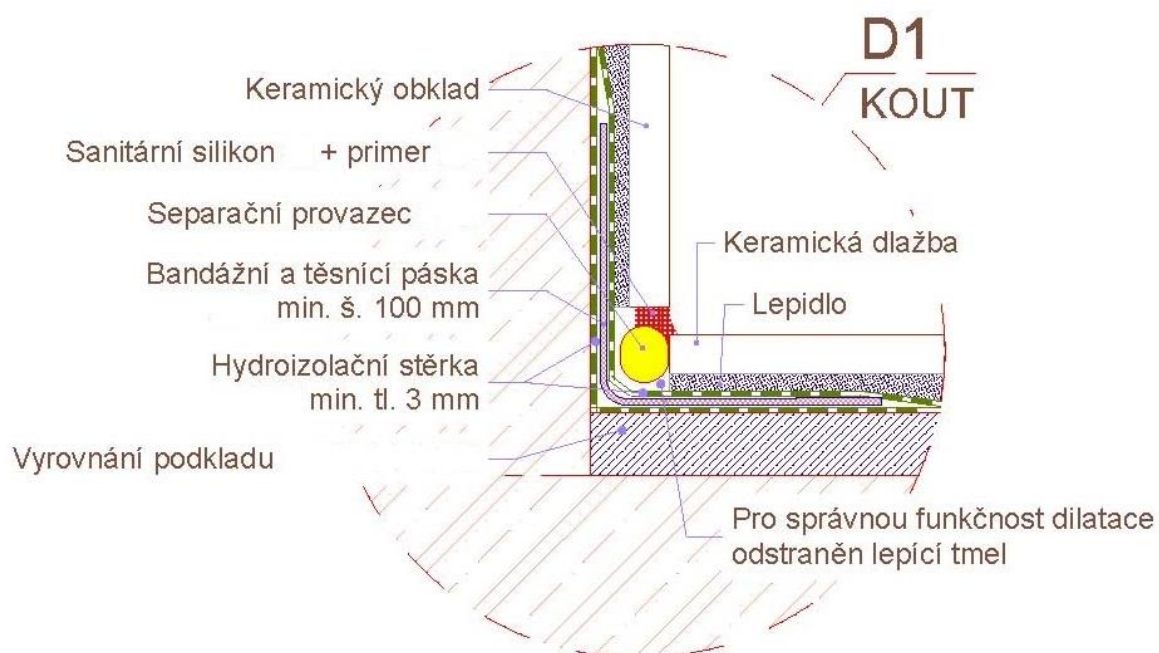 D1
KOUT
Keramický obklad
Sanitární silikon + primer
Separační provazec
Bandážní a těsnící páska
min. š. 100 mm
Hydroizolační stěrka
min. tl. 3 mm
Vyrovnání podkladu
Keramická dlažba
Lepidlo
Pro správnou funkčnost dilatace
odstraněn lepící tmel